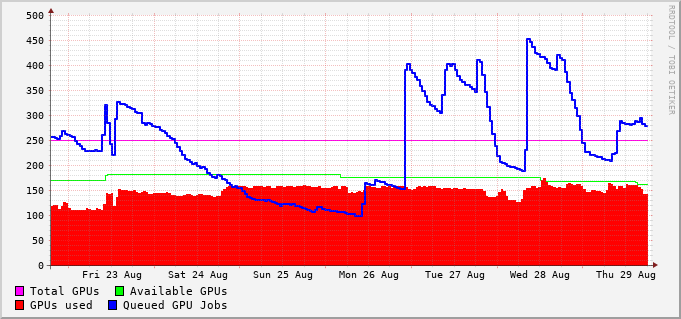 500
450
400
350
300
250
200
150
100
50
0
Fri 23 Aug Sat 24 Aug Sun 25 Aug Mon 26 Aug Tue 27 Aug Wed 28 Aug Thu 29 Aug
Total GPUs Available GPUs
GPUs used Queued GPU Jobs
RRDTOOL / TOBI OETIKER